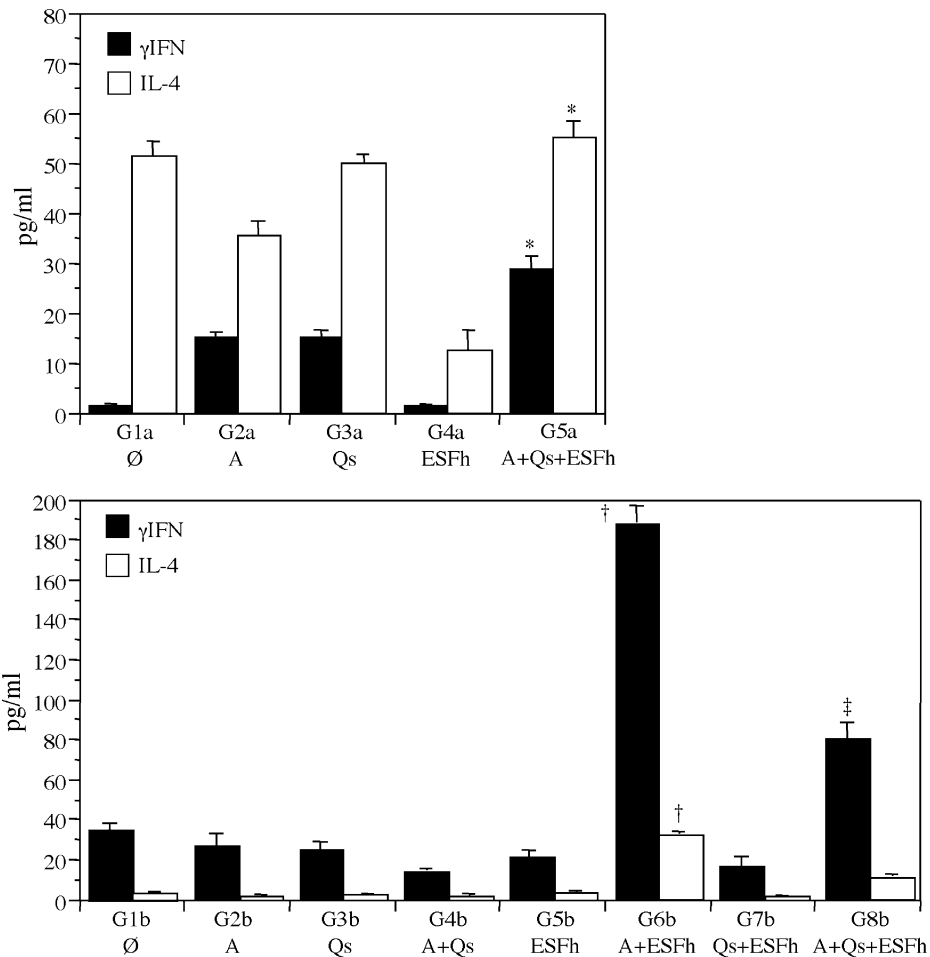 80
70
60
50
40
30
20
10
0
pg/ml
γIFN
IL-4
*
*
G1a G2a G3a G4a G5a
Ø A Qs ESFh A+Qs+ESFh
200
180
160
140
120
100
80
60
40
20
0
pg/ml
γIFN
IL-4
†
†
‡
G1b G2b G3b G4b G5b G6b G7b G8b
Ø A Qs A+Qs ESFh A+ESFh Qs+ESFh A+Qs+ESFh